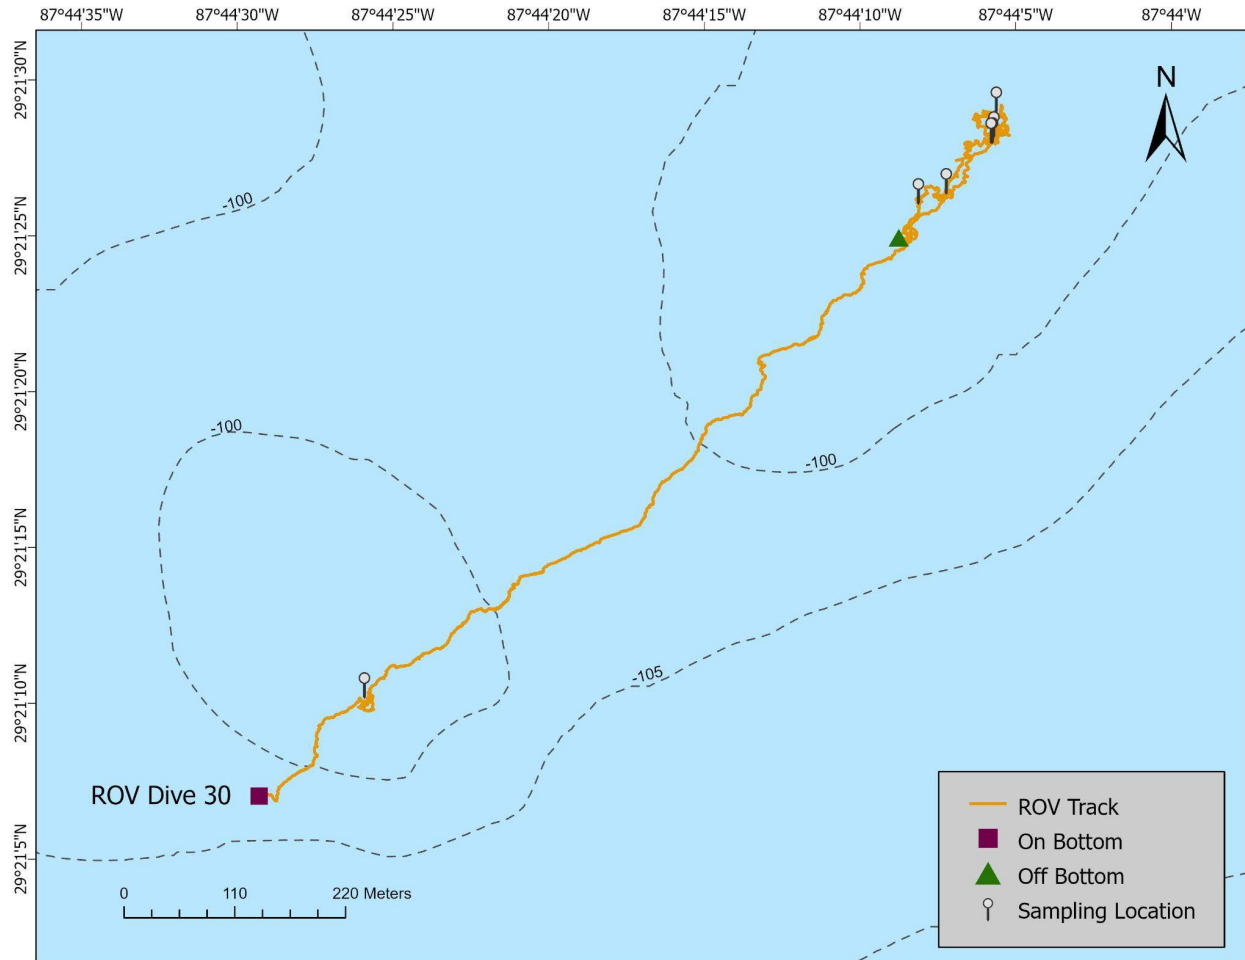 87°44'35"W 87°44'30"W 87°44'25"W 87°44'20"W 87°44'15"W 87°44'10"W 87°44'5"W 87°44'W
29°21'30"N
N
-100
29°21'25"N
29°21'20"N
-100
-100
29°21'15"N
-105
29°21'10"N
ROV Dive 30
29°21'5"N
0 110 220 Meters
ROV Track
On Bottom
Off Bottom
Sampling Location